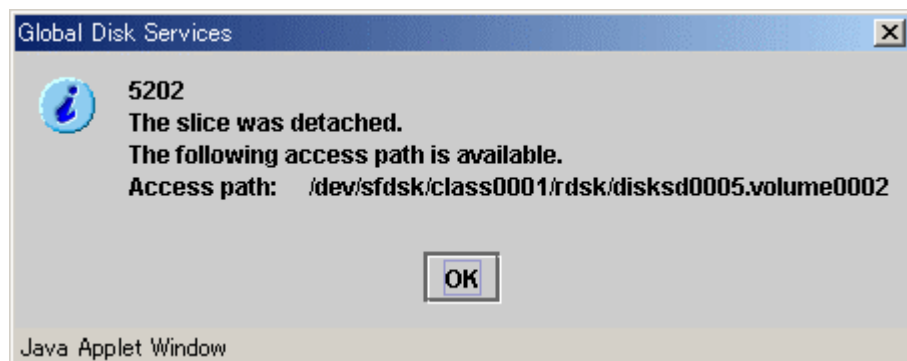 Global Disk Services
5202
The slice was detached.
The following access path is available.
Access path: /dev/sfdsk/class0001/rdsk/disksd0005.volume0002
OK
Java Applet Window